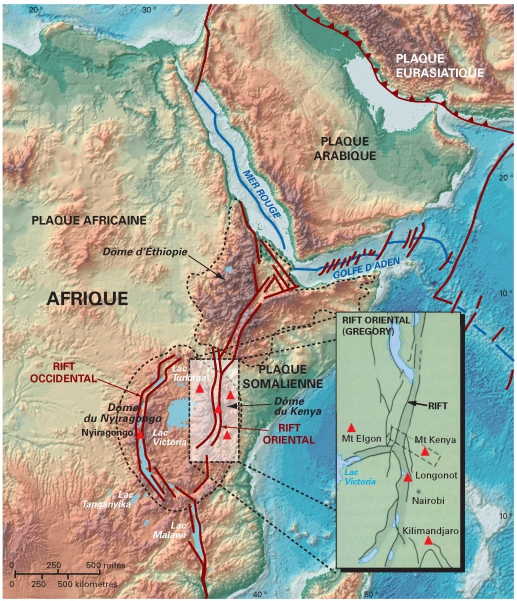 20°
30°
PLAQUE
EURASIATIQUE
PLAQUE
ARABIQUE
MER ROUGE
20°
PLAQUE AFRICAINE
Dôme d'Éthiopie
GOLFE D'ADEN
AFRIQUE
10°
RIFT ORIENTAL
(GREGORY)
RIFT
OCCIDENTAL
Lac
Turkana
PLAQUE
SOMALIENNE
Dôme
du Nyiragongo
Dôme
du Kenya
RIFT
Nyiragongo
Lac
Victoria
RIFT
ORIENTAL
Mt Elgon
Mt Kenya
Lac
Victoria
Longonot
Nairobi
Lac
Tanganyika
Lac
Malawi
10°
Kilimandjaro
0 250 500 miles
0 250 500 kilomètres
40°
50°